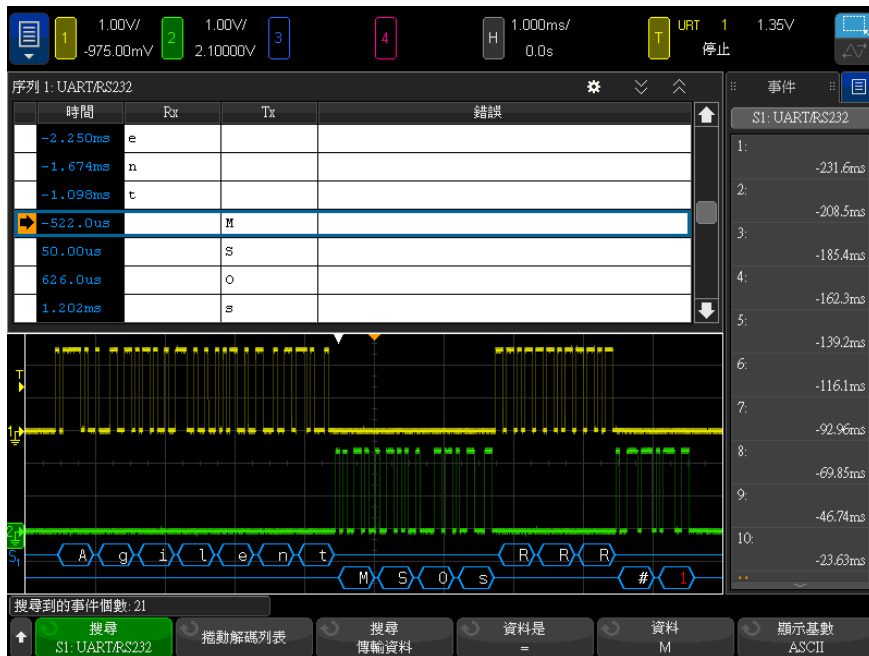 1 1.00V/ 2 1.00V/ 3 4 H 1.000ms/ T URT 1 1.35V
-975.00mV 2.10000V 0.0s 停止
序列 1: UART/RS232
時間 Rx Tx 錯誤
-2.250ms e
-1.674ms n
-1.098ms t
-522.0us M
50.00us S
626.0us O
1.202ms s
事件
S1: UART/RS232
1:
-231.6ms
2:
-208.5ms
3:
-185.4ms
4:
-162.3ms
5:
-139.2ms
6:
-116.1ms
7:
-92.96ms
8:
-69.85ms
9:
-46.74ms
10:
-23.63ms
T
1
2
S1 A g i l e n t R R R
M S O s # 1
搜尋到的事件個數: 21
搜尋 捲動解碼列表 搜尋 資料是 資料 顯示基數
S1: UART/RS232 傳輸資料 = M ASCII